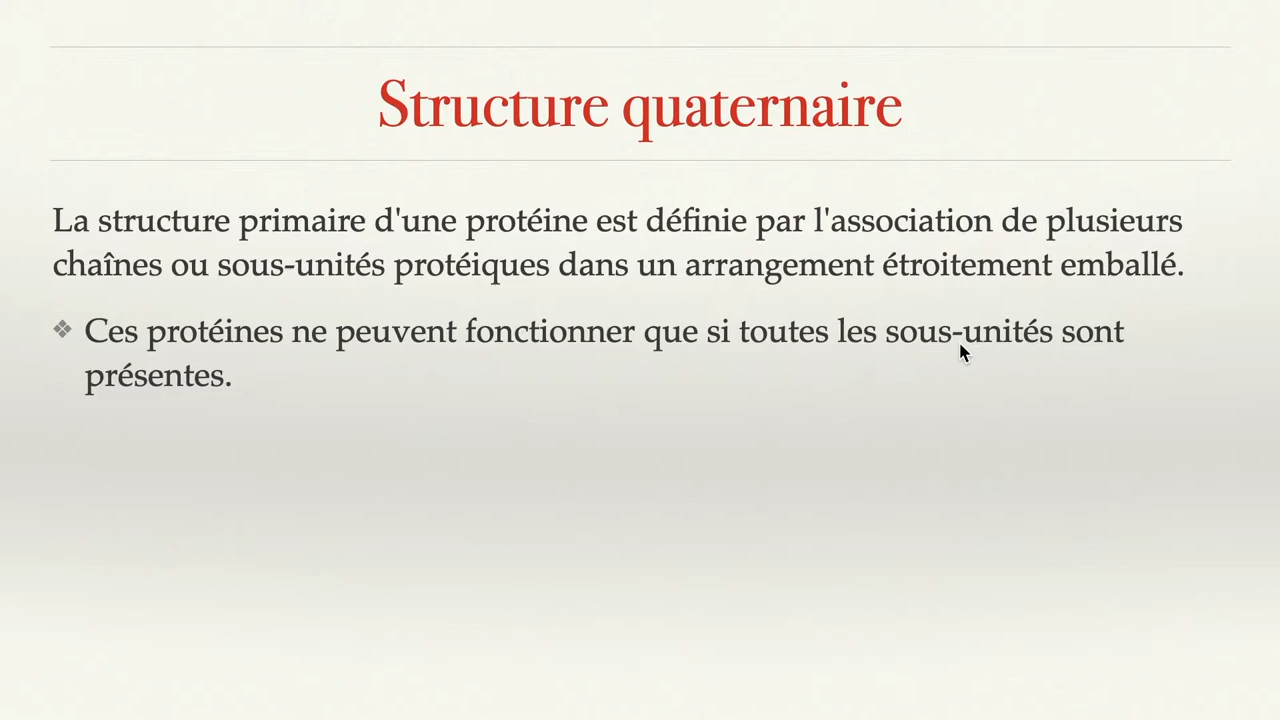 Structure quaternaire
La structure primaire d'une protéine est définie par l'association de plusieurs
chaînes ou sous-unités protéiques dans un arrangement étroitement emballé.
❖ Ces protéines ne peuvent fonctionner que si toutes les sous-unités sont
présentes.